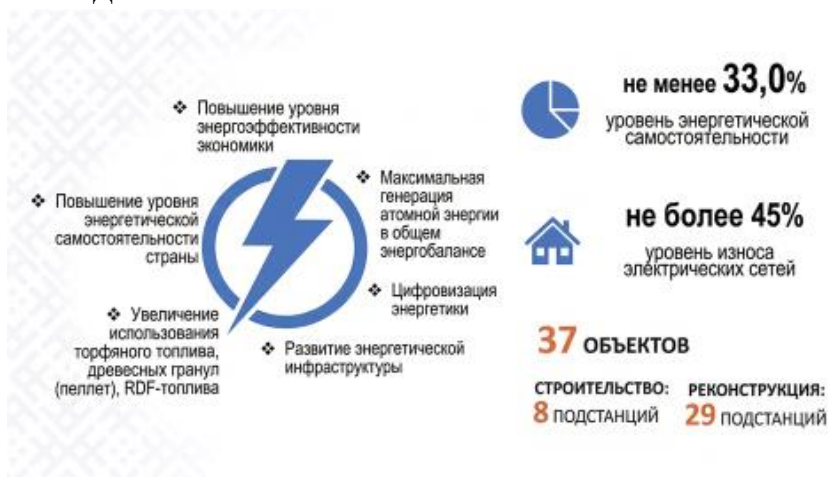 ❖ Повышение уровня
энергоэффективности
экономики
❖ Повышение уровня
энергетической
самостоятельности
страны
❖ Максимальная
генерация
атомной энергии
в общем
энергобалансе
❖ Цифровизация
энергетики
❖ Увеличение
использования
торфяного топлива,
древесных гранул
(пеллет), RDF-топлива
❖ Развитие энергетической
инфраструктуры
не менее 33,0%
уровень энергетической
самостоятельности
не более 45%
уровень износа
электрических сетей
37 ОБЪЕКТОВ
СТРОИТЕЛЬСТВО:
8 ПОДСТАНЦИЙ
РЕКОНСТРУКЦИЯ:
29 ПОДСТАНЦИЙ